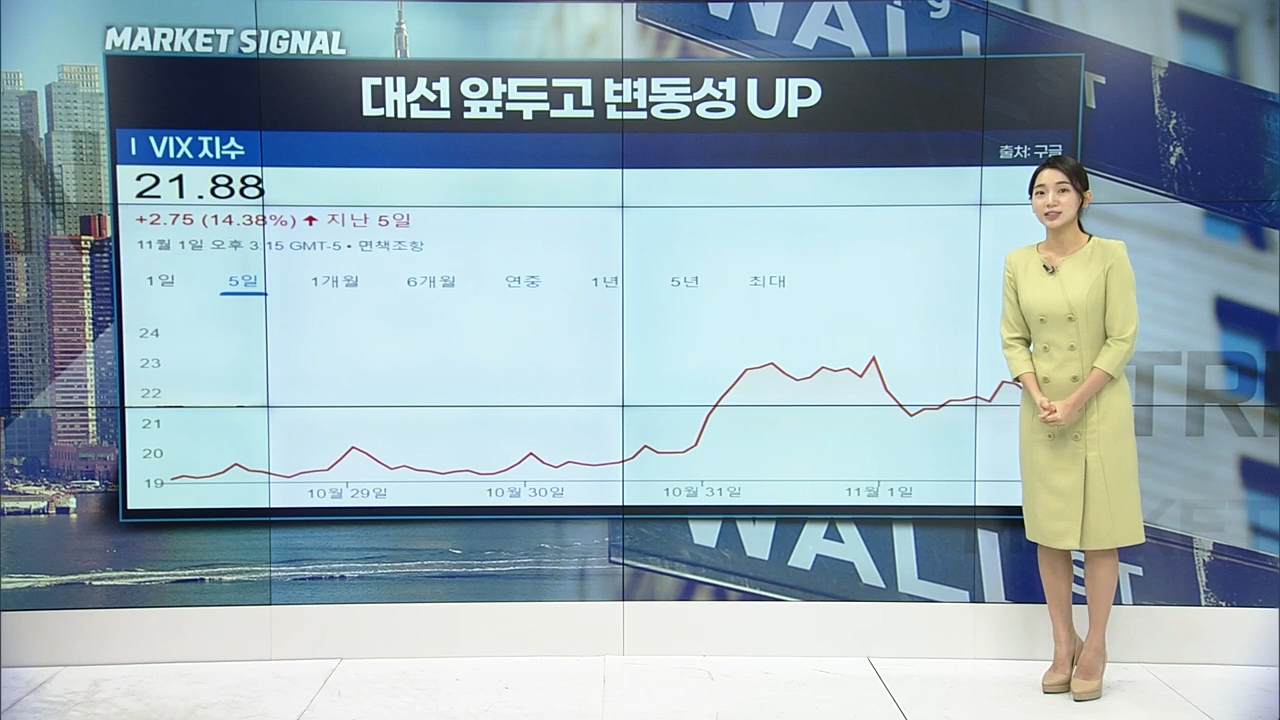 MARKET SIGNAL
대선 앞두고 변동성 UP
VIX 지수
출처: 구글
21.88
+2.75 (14.38%) ↑ 지난 5일
11월 1일 오후 3:15 GMT-5 • 면책조항
1일 5일 1개월 6개월 연중 1년 5년 최대
24
23
22
21
20
19
10월 29일 10월 30일 10월 31일 11월 1일
WALL
WALL ST